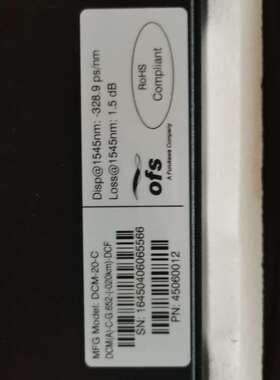 Disp@1545nm: -328.9 ps/nm
Loss@1545nm: 1.5 dB
RoHS
Compliant
ofs
A Furukawa Company
MFG Model: DCM-20-C
DCM(A)-C-G.652-(-020km)-DCF
SN: 16450406065566
PN: 45060012